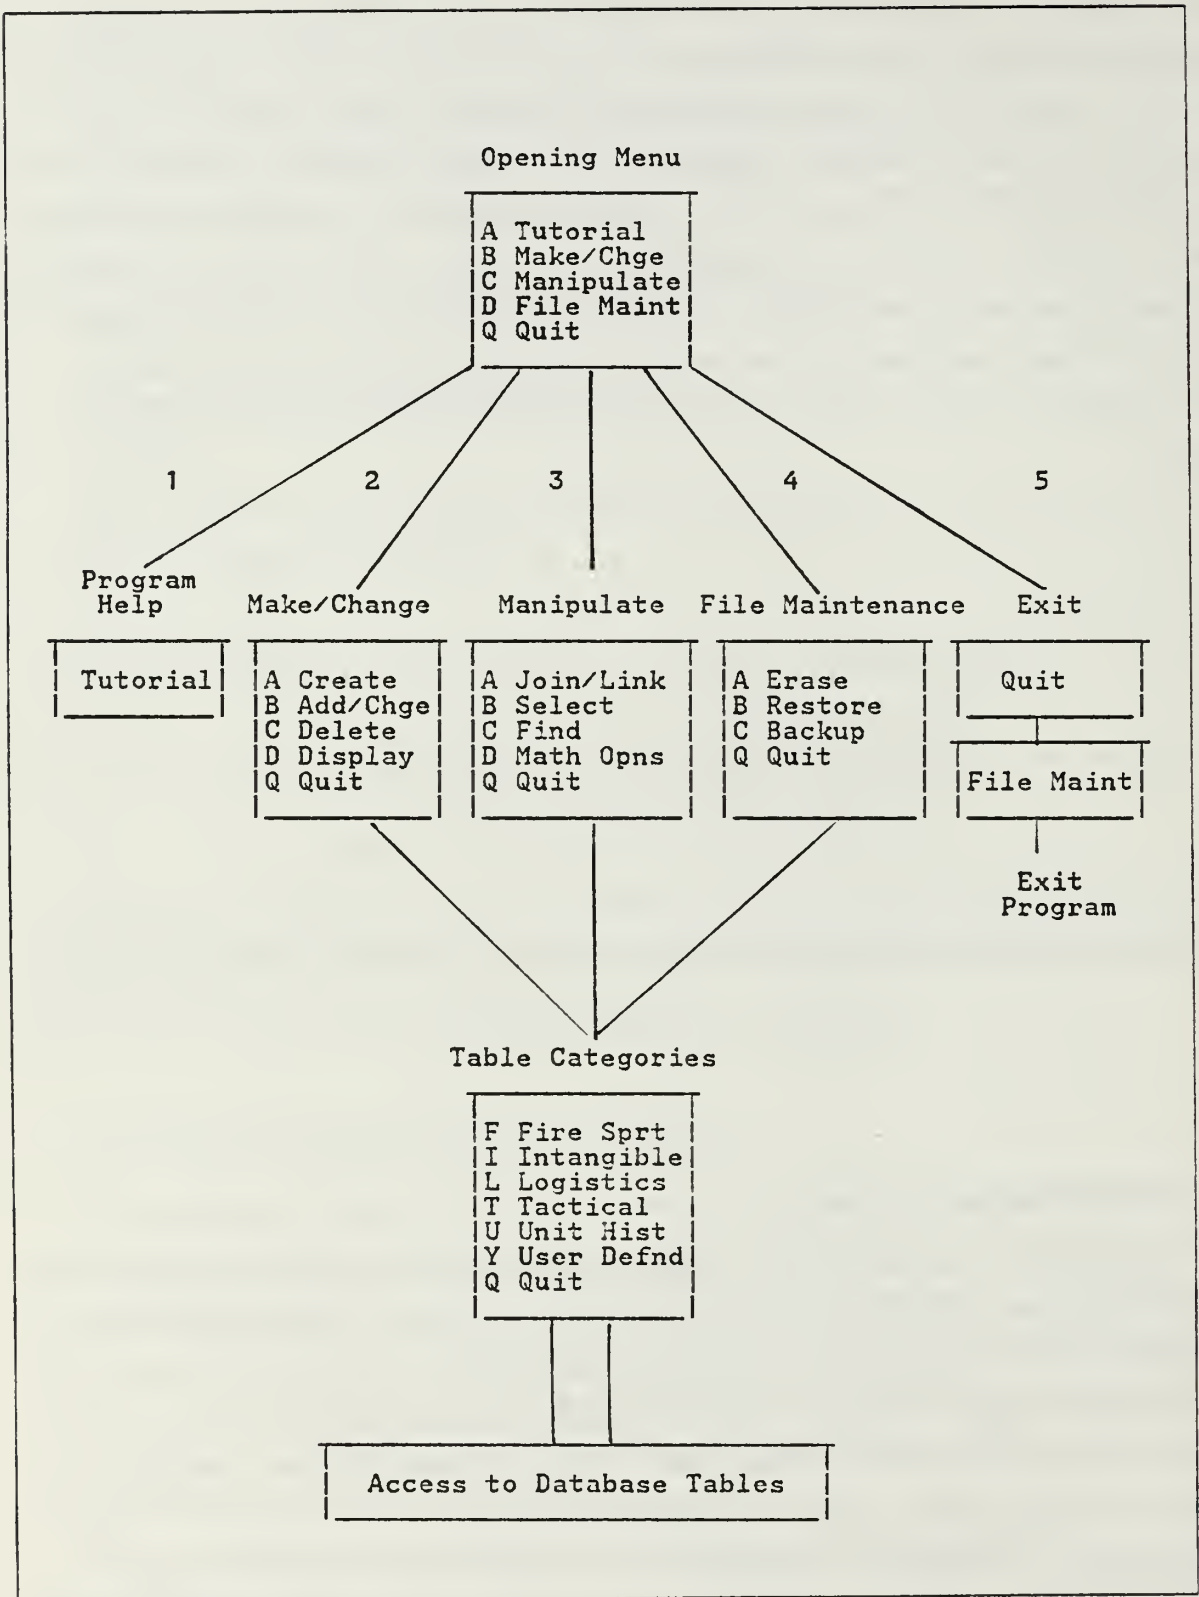 Opening Menu
A Tutorial
B Make/Chge
C Manipulate
D File Maint
Q Quit
1 2 3 4 5
Program
Help
Tutorial
Make/Change
A Create
B Add/Chge
C Delete
D Display
Q Quit
Manipulate
A Join/Link
B Select
C Find
D Math Opns
Q Quit
File Maintenance
A Erase
B Restore
C Backup
Q Quit
Exit
Quit
File Maint
Exit
Program
Table Categories
F Fire Sprt
I Intangible
L Logistics
T Tactical
U Unit Hist
Y User Defnd
Q Quit
Access to Database Tables